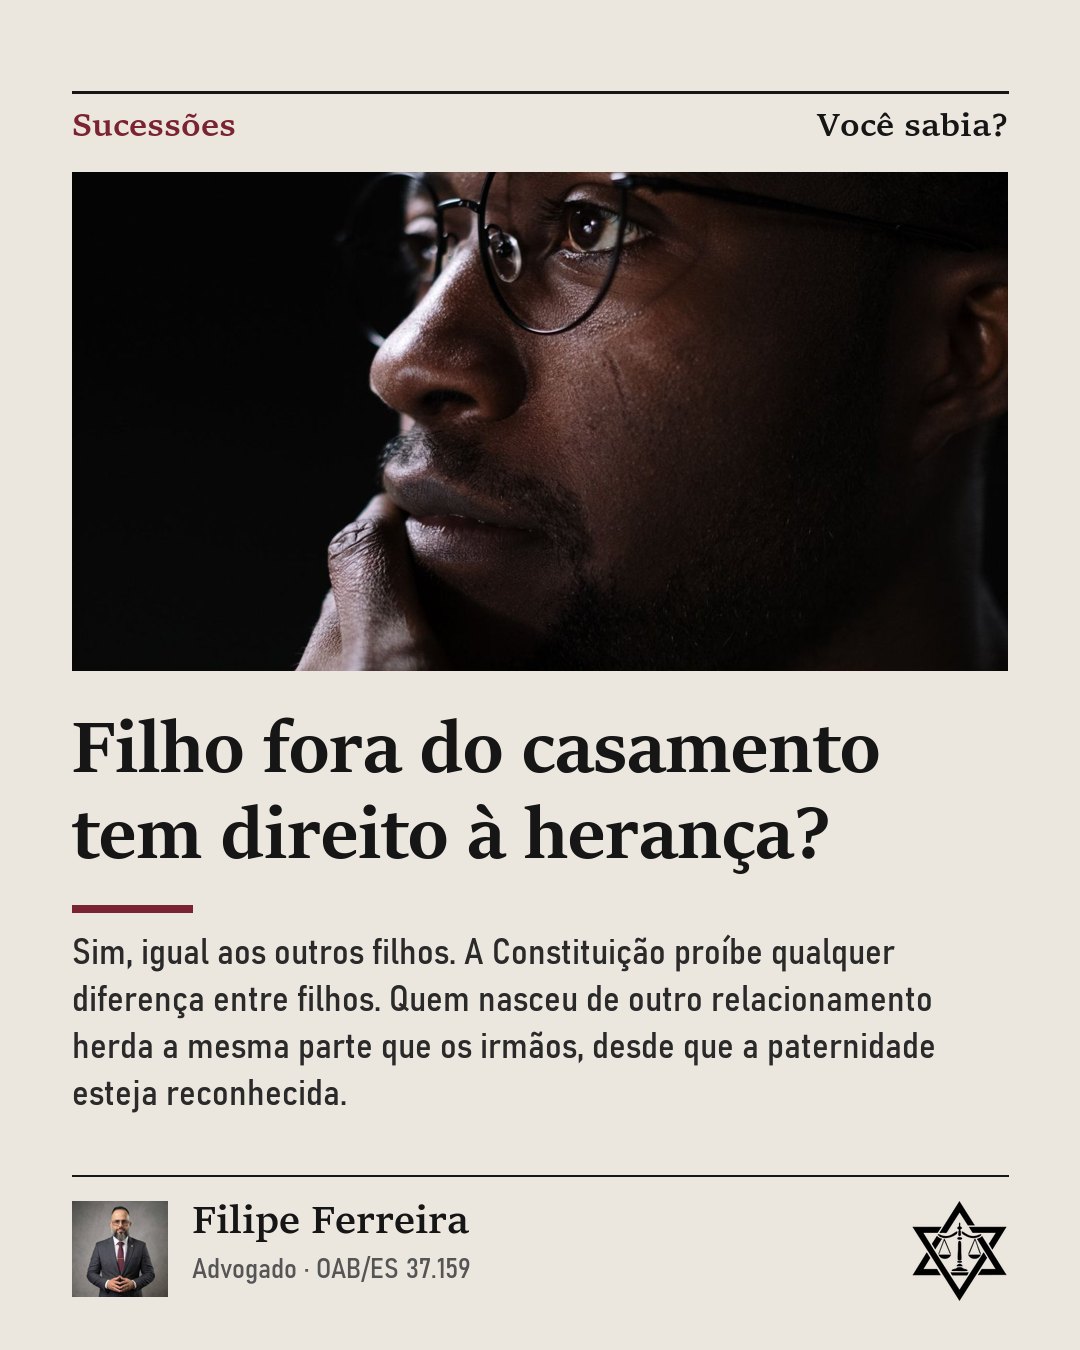 Sucessões
Você sabia?
Filho fora do casamento
tem direito à herança?
Sim, igual aos outros filhos. A Constituição proíbe qualquer
diferença entre filhos. Quem nasceu de outro relacionamento
herda a mesma parte que os irmãos, desde que a paternidade
esteja reconhecida.
Filipe Ferreira
Advogado · OAB/ES 37.159